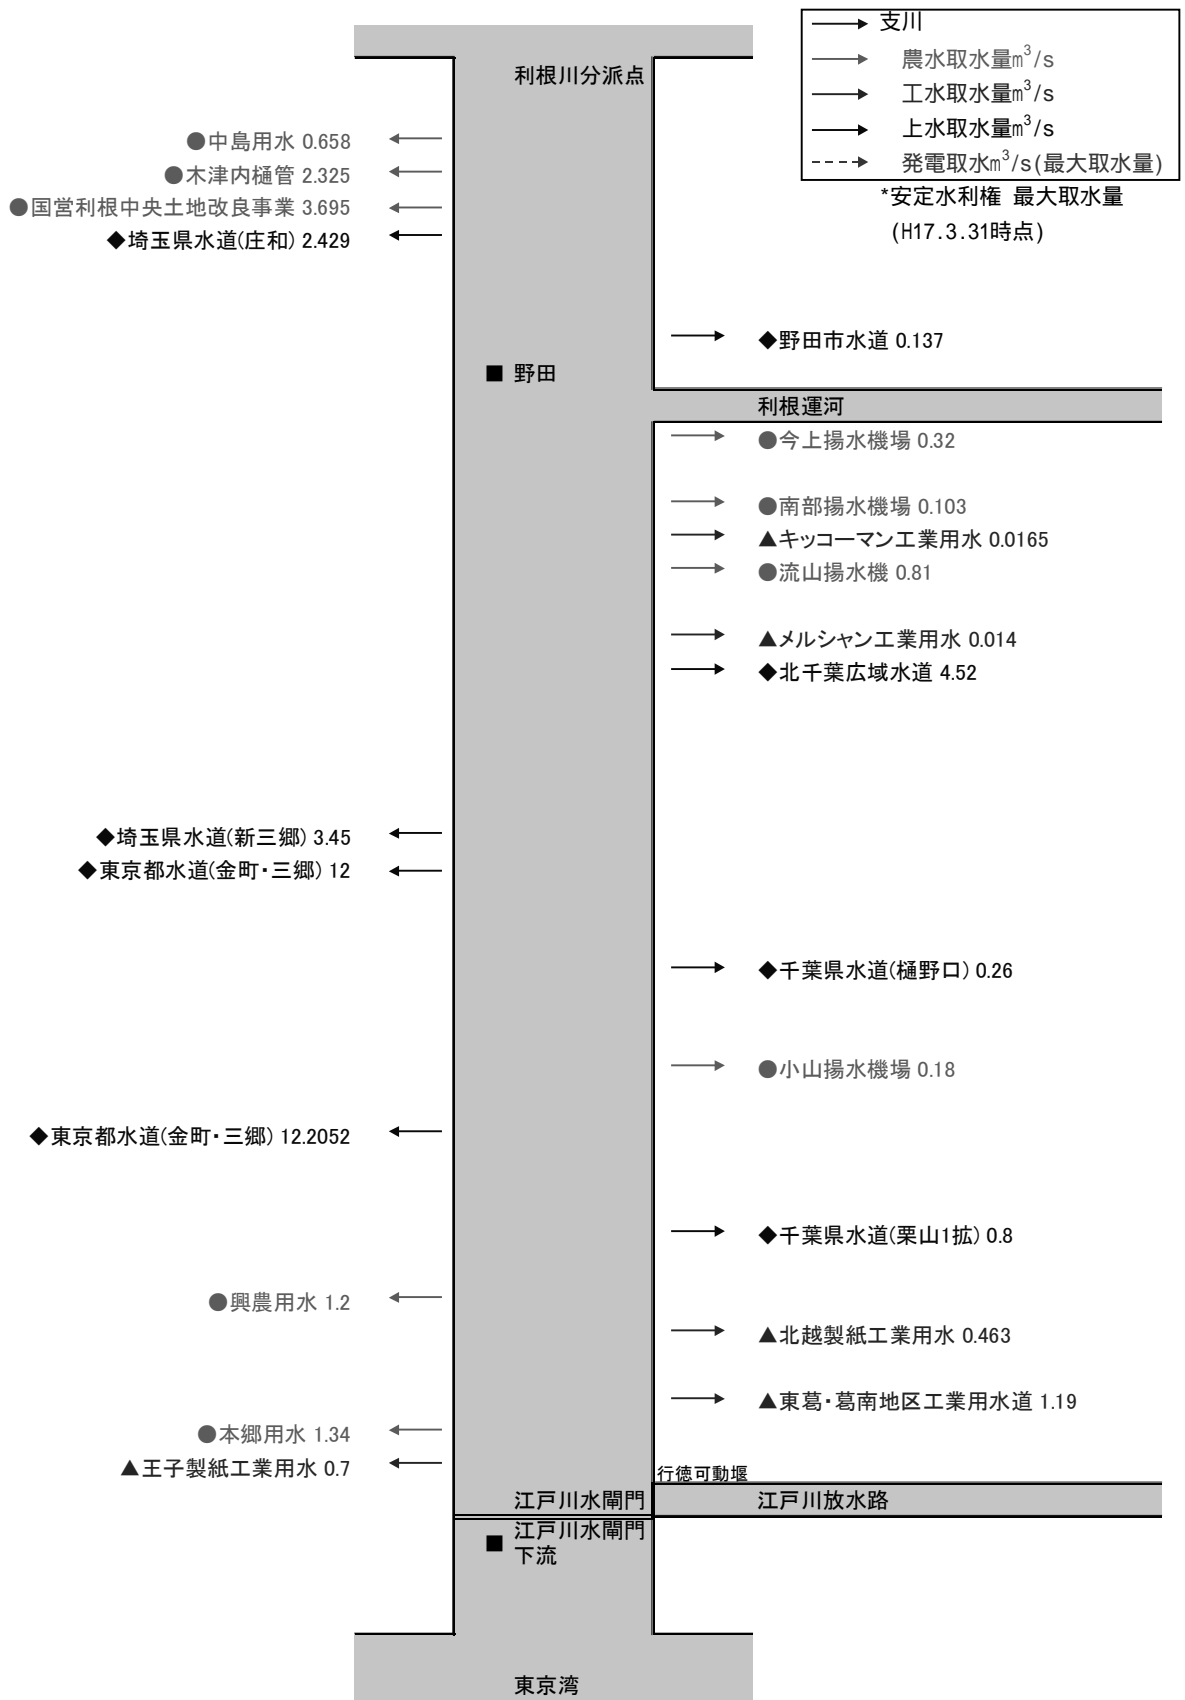 支川
農水取水量m³/s
工水取水量m³/s
上水取水量m³/s
発電取水m³/s(最大取水量)
*安定水利権 最大取水量
(H17.3.31時点)
利根川分派点
●中島用水 0.658
●木津内樋管 2.325
●国営利根中央土地改良事業 3.695
◆埼玉県水道(庄和) 2.429
◆野田市水道 0.137
■ 野田
利根運河
●今上揚水機場 0.32
●南部揚水機場 0.103
▲キッコーマン工業用水 0.0165
●流山揚水機 0.81
▲メルシャン工業用水 0.014
◆北千葉広域水道 4.52
◆埼玉県水道(新三郷) 3.45
◆東京都水道(金町・三郷) 12
◆千葉県水道(樋野口) 0.26
●小山揚水機場 0.18
◆東京都水道(金町・三郷) 12.2052
◆千葉県水道(栗山1拡) 0.8
●興農用水 1.2
▲北越製紙工業用水 0.463
▲東葛・葛南地区工業用水道 1.19
●本郷用水 1.34
▲王子製紙工業用水 0.7
行徳可動堰
江戸川水閘門
江戸川放水路
■ 江戸川水閘門
下流
東京湾